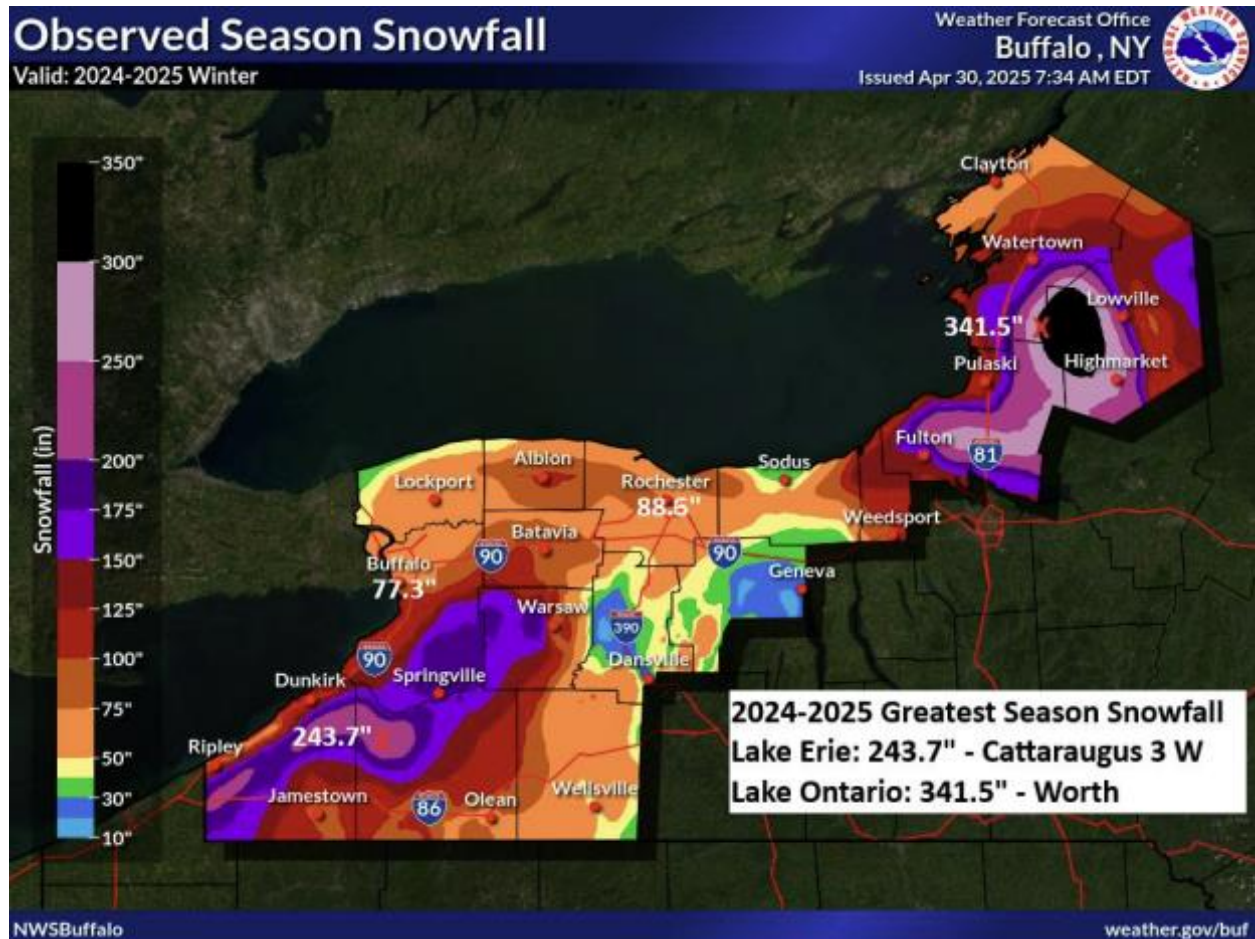 Observed Season Snowfall
Valid: 2024-2025 Winter
Weather Forecast Office
Buffalo , NY
Issued Apr 30, 2025 7:34 AM EDT
NATIONAL WEATHER SERVICE
Snowfall (in)
350"
300"
250"
200"
175"
150"
125"
100"
75"
50"
30"
10"
Clayton
Watertown
Lowville
341.5" X
Pulaski
Highmarket
Fulton
81
Albion
Sodus
Lockport
Rochester
88.6"
Weedsport
Batavia
90
90
Buffalo
77.3"
Geneva
Warsaw
390
90
Dansville
Dunkirk
Springville
243.7"
Ripley
Jamestown
86
Olean
Wellsville
2024-2025 Greatest Season Snowfall
Lake Erie: 243.7" - Cattaraugus 3 W
Lake Ontario: 341.5" - Worth
NWSBuffalo
weather.gov/buf